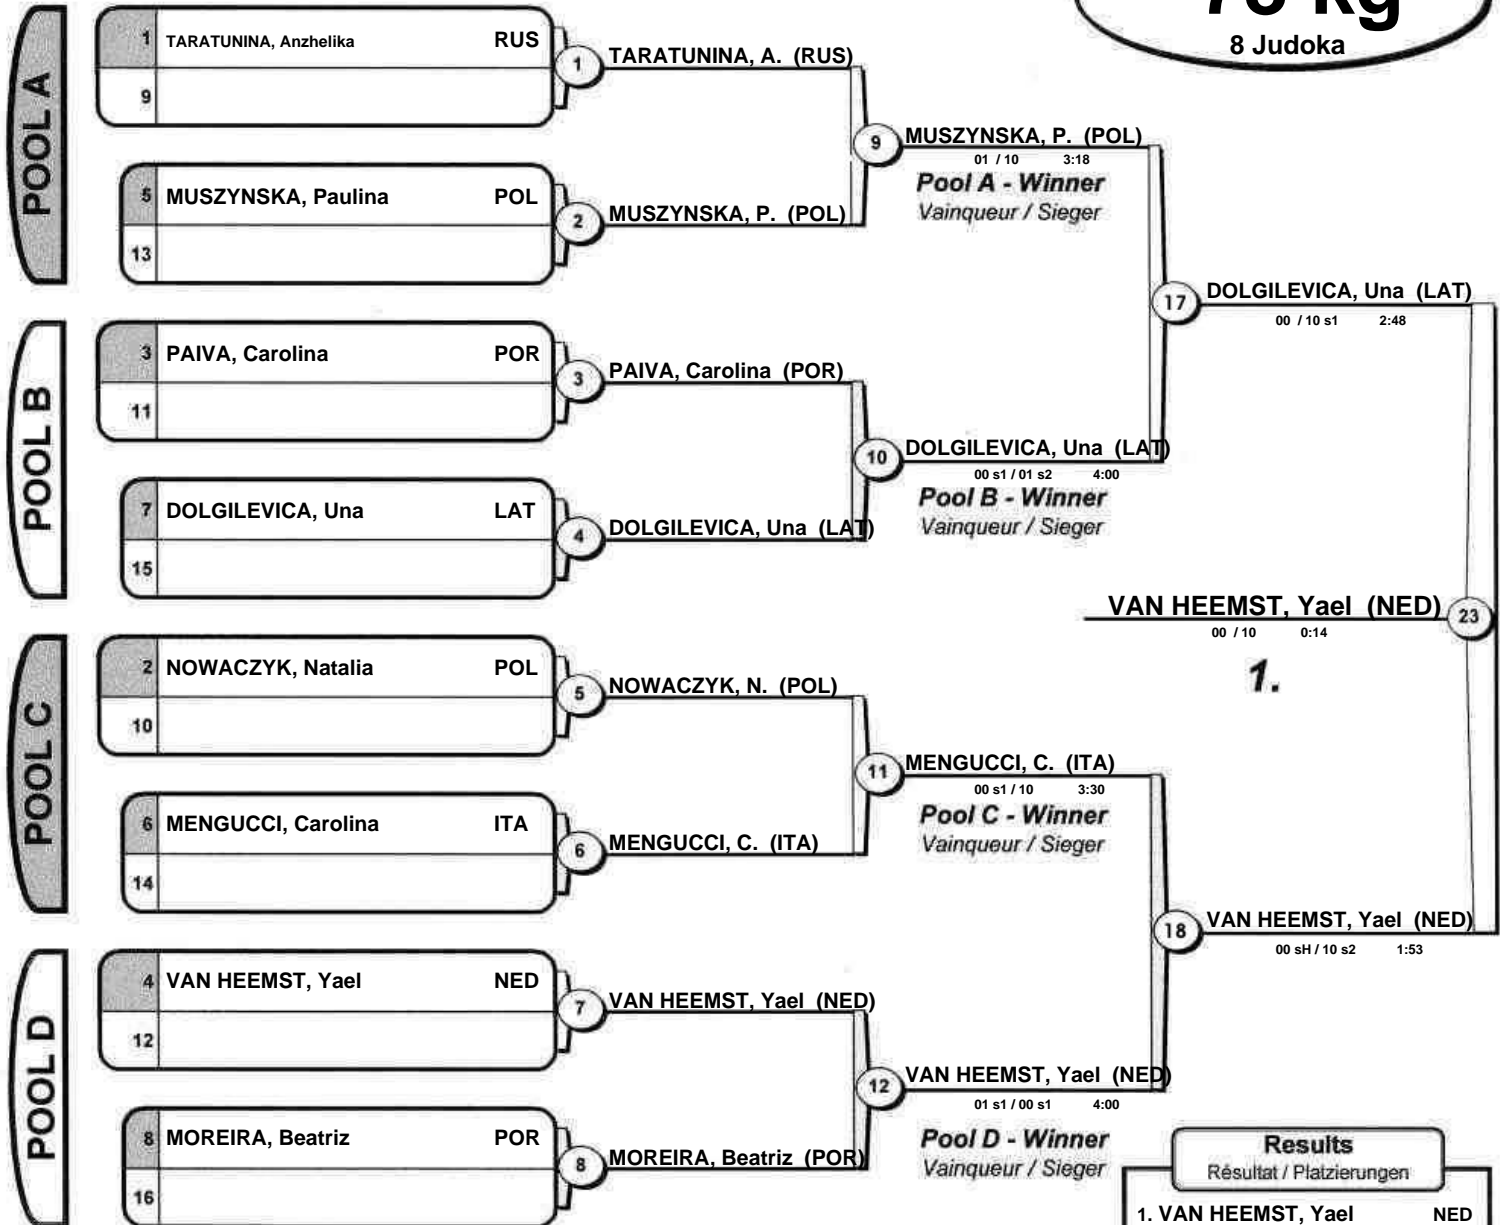 78 kg
8 Judoka
POOL A
1 TARATUNINA, Anzhelika RUS
9
5 MUSZYNSKA, Paulina POL
13
1 TARATUNINA, A. (RUS)
2 MUSZYNSKA, P. (POL)
9 MUSZYNSKA, P. (POL)
01 / 10 3:18
Pool A - Winner
Vainqueur / Sieger
POOL B
3 PAIVA, Carolina POR
11
7 DOLGILEVICA, Una LAT
15
3 PAIVA, Carolina (POR)
4 DOLGILEVICA, Una (LAT)
10 DOLGILEVICA, Una (LAT)
00 s1 / 01 s2 4:00
Pool B - Winner
Vainqueur / Sieger
17 DOLGILEVICA, Una (LAT)
00 / 10 s1 2:48
VAN HEEMST, Yael (NED) 23
00 / 10 0:14
1.
POOL C
2 NOWACZYK, Natalia POL
10
6 MENGUCCI, Carolina ITA
14
5 NOWACZYK, N. (POL)
6 MENGUCCI, C. (ITA)
11 MENGUCCI, C. (ITA)
00 s1 / 10 3:30
Pool C - Winner
Vainqueur / Sieger
POOL D
4 VAN HEEMST, Yael NED
12
8 MOREIRA, Beatriz POR
16
7 VAN HEEMST, Yael (NED)
8 MOREIRA, Beatriz (POR)
12 VAN HEEMST, Yael (NED)
01 s1 / 00 s1 4:00
Pool D - Winner
Vainqueur / Sieger
18 VAN HEEMST, Yael (NED)
00 sH / 10 s2 1:53
Results
Résultat / Platzierungen
1. VAN HEEMST, Yael NED